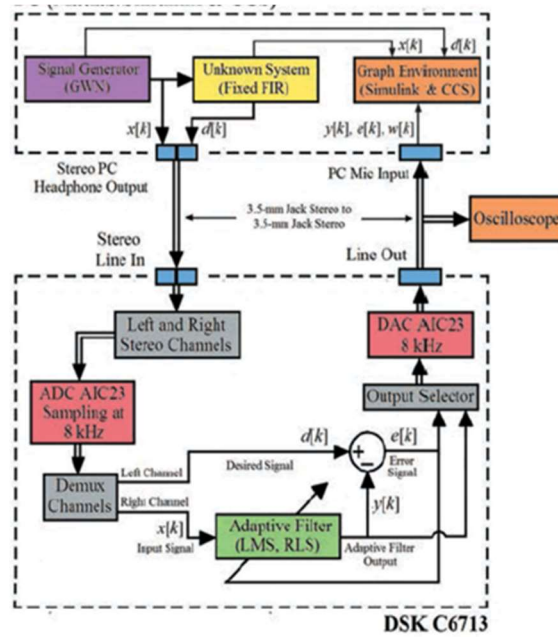 x[k]
d[k]
Signal Generator
(GWN)
Unknown System
(Fixed FIR)
Graph Environment
(Simulink & CCS)
x[k]
d[k]
y[k], e[k], w[k]
Stereo PC
Headphone Output
PC Mic Input
3.5-mm Jack Stereo to
3.5-mm Jack Stereo
Oscilloscope
Stereo
Line In
Line Out
Left and Right
Stereo Channels
DAC AIC23
8 kHz
ADC AIC23
Sampling at
8 kHz
Output Selector
d[k]
e[k]
Left Channel
Desired Signal
Error
Signal
Demux
Channels
Right Channel
y[k]
x[k]
Input Signal
Adaptive Filter
(LMS, RLS)
Adaptive Filter
Output
DSK C6713